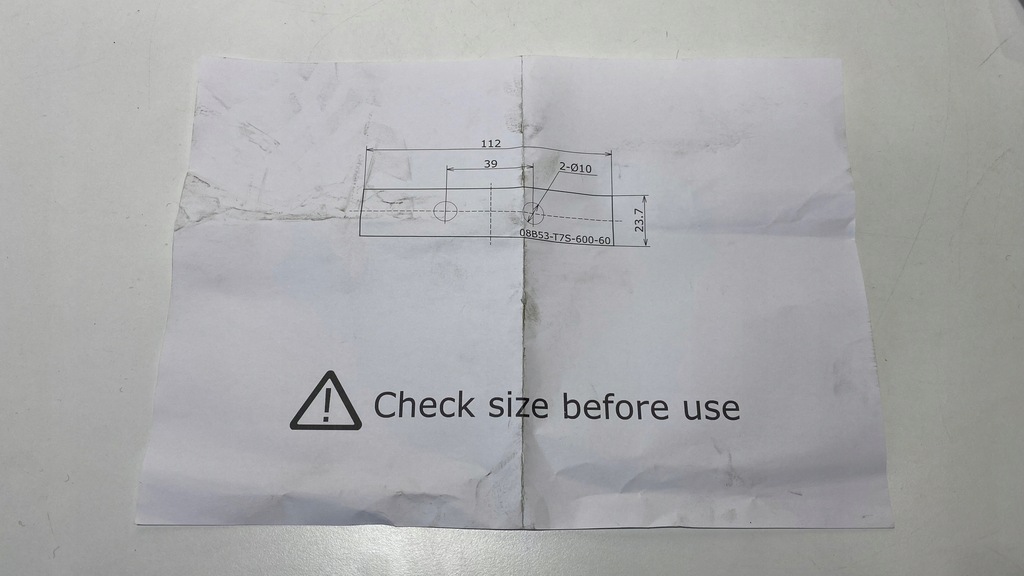 112
39
2-Ø10
23.7
08B53-T7S-600-60
! Check size before use